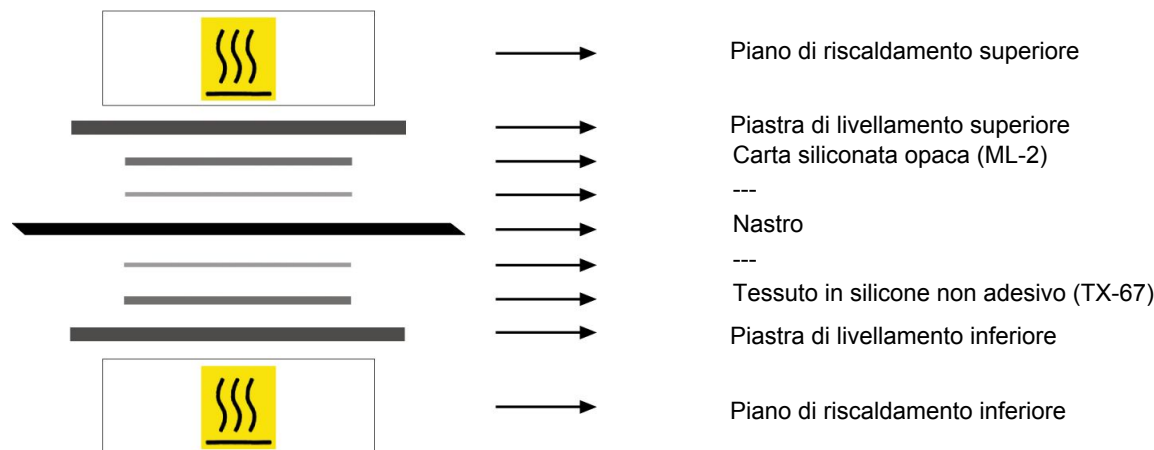 Piano di riscaldamento superiore
Piastra di livellamento superiore
Carta siliconata opaca (ML-2)
---
Nastro
---
Tessuto in silicone non adesivo (TX-67)
Piastra di livellamento inferiore
Piano di riscaldamento inferiore